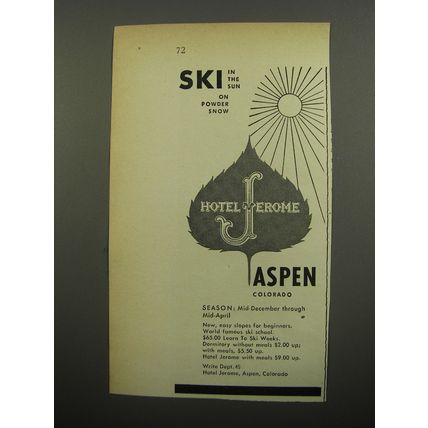 72
SKI IN THE SUN
ON
POWDER
SNOW
HOTEL JEROME
ASPEN
COLORADO
SEASON: Mid-December through
Mid-April
New, easy slopes for beginners.
World famous ski school.
$65.00 Learn To Ski Weeks.
Dormitory without meals $2.00 up;
with meals, $5.50 up.
Hotel Jerome with meals $9.00 up.
Write Dept. 45
Hotel Jerome, Aspen, Colorado